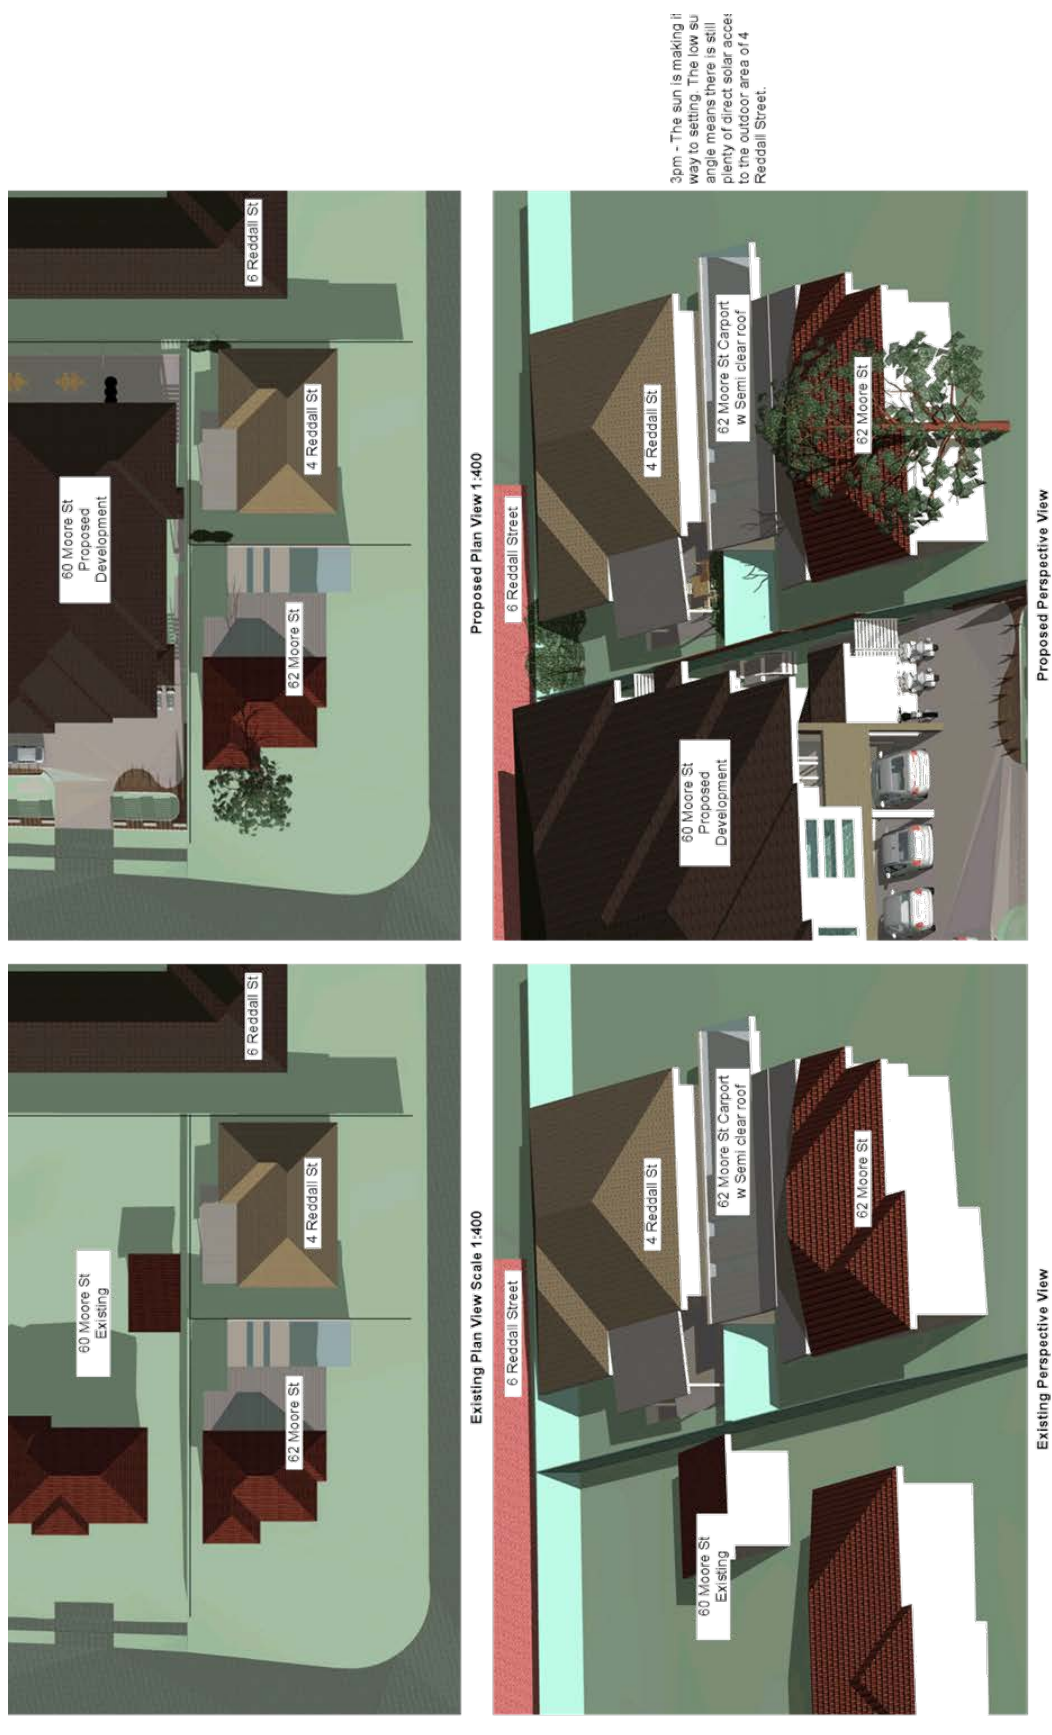 60 Moore St
Existing
6 Reddall St
62 Moore St
4 Reddall St
Existing Plan View Scale 1:400
60 Moore St
Proposed
Development
6 Reddall St
62 Moore St
4 Reddall St
Proposed Plan View 1:400
6 Reddall Street
4 Reddall St
60 Moore St
Existing
62 Moore St Carport
w Semi clear roof
62 Moore St
Existing Perspective View
6 Reddall Street
4 Reddall St
60 Moore St
Proposed
Development
62 Moore St Carport
w Semi clear roof
62 Moore St
Proposed Perspective View
3pm - The sun is making
way to setting. The low
angle means there is still
plenty of direct solar
to the outdoor area of 4
Reddall Street.